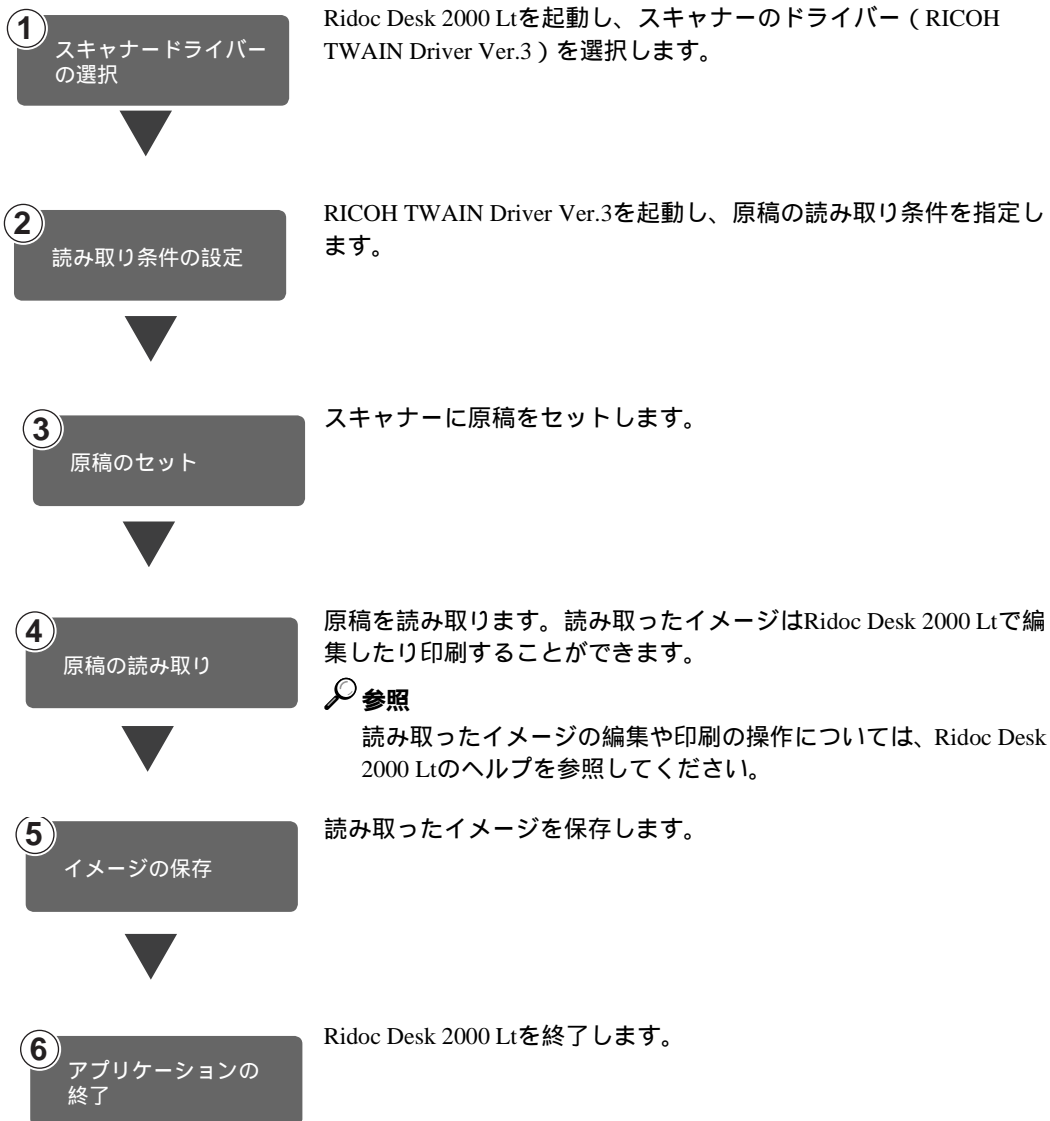 1
スキャナードライバー
の選択
Ridoc Desk 2000 Ltを起動し、スキャナーのドライバー（RICOH
TWAIN Driver Ver.3）を選択します。
2
読み取り条件の設定
RICOH TWAIN Driver Ver.3を起動し、原稿の読み取り条件を指定し
ます。
3
原稿のセット
スキャナーに原稿をセットします。
4
原稿の読み取り
原稿を読み取ります。読み取ったイメージはRidoc Desk 2000 Ltで編
集したり印刷することができます。
参照
読み取ったイメージの編集や印刷の操作については、Ridoc Desk
2000 Ltのヘルプを参照してください。
5
イメージの保存
読み取ったイメージを保存します。
6
アプリケーションの
終了
Ridoc Desk 2000 Ltを終了します。